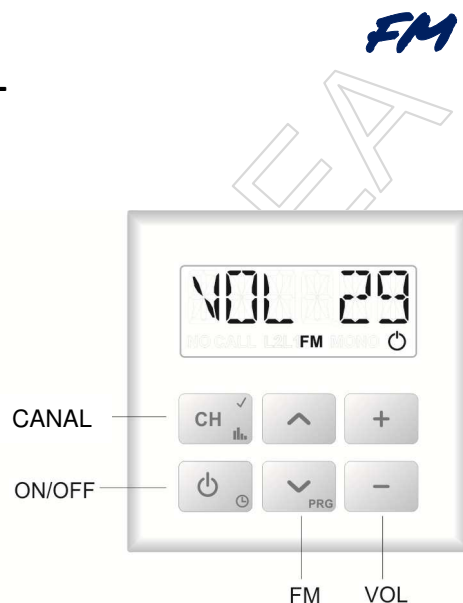 FM
VOL 29
NO CALL L2L1 FM MONO
CANAL
CH
+
ON/OFF
PRG
−
FM VOL